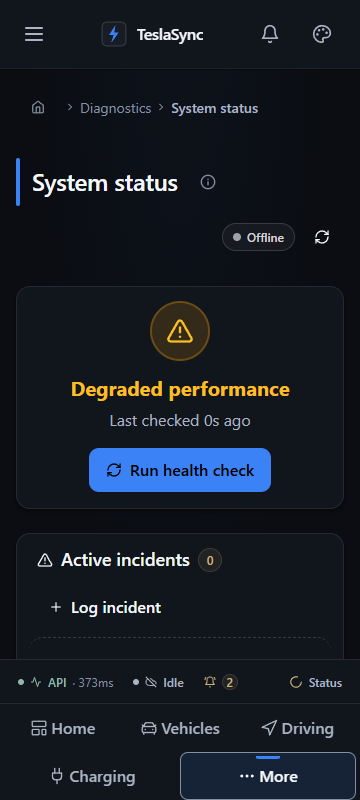 TeslaSync
Diagnostics System status
System status
Offline
Degraded performance
Last checked 0s ago
Run health check
Active incidents 0
+ Log incident
API · 373ms Idle 2 Status
Home Vehicles Driving
Charging More